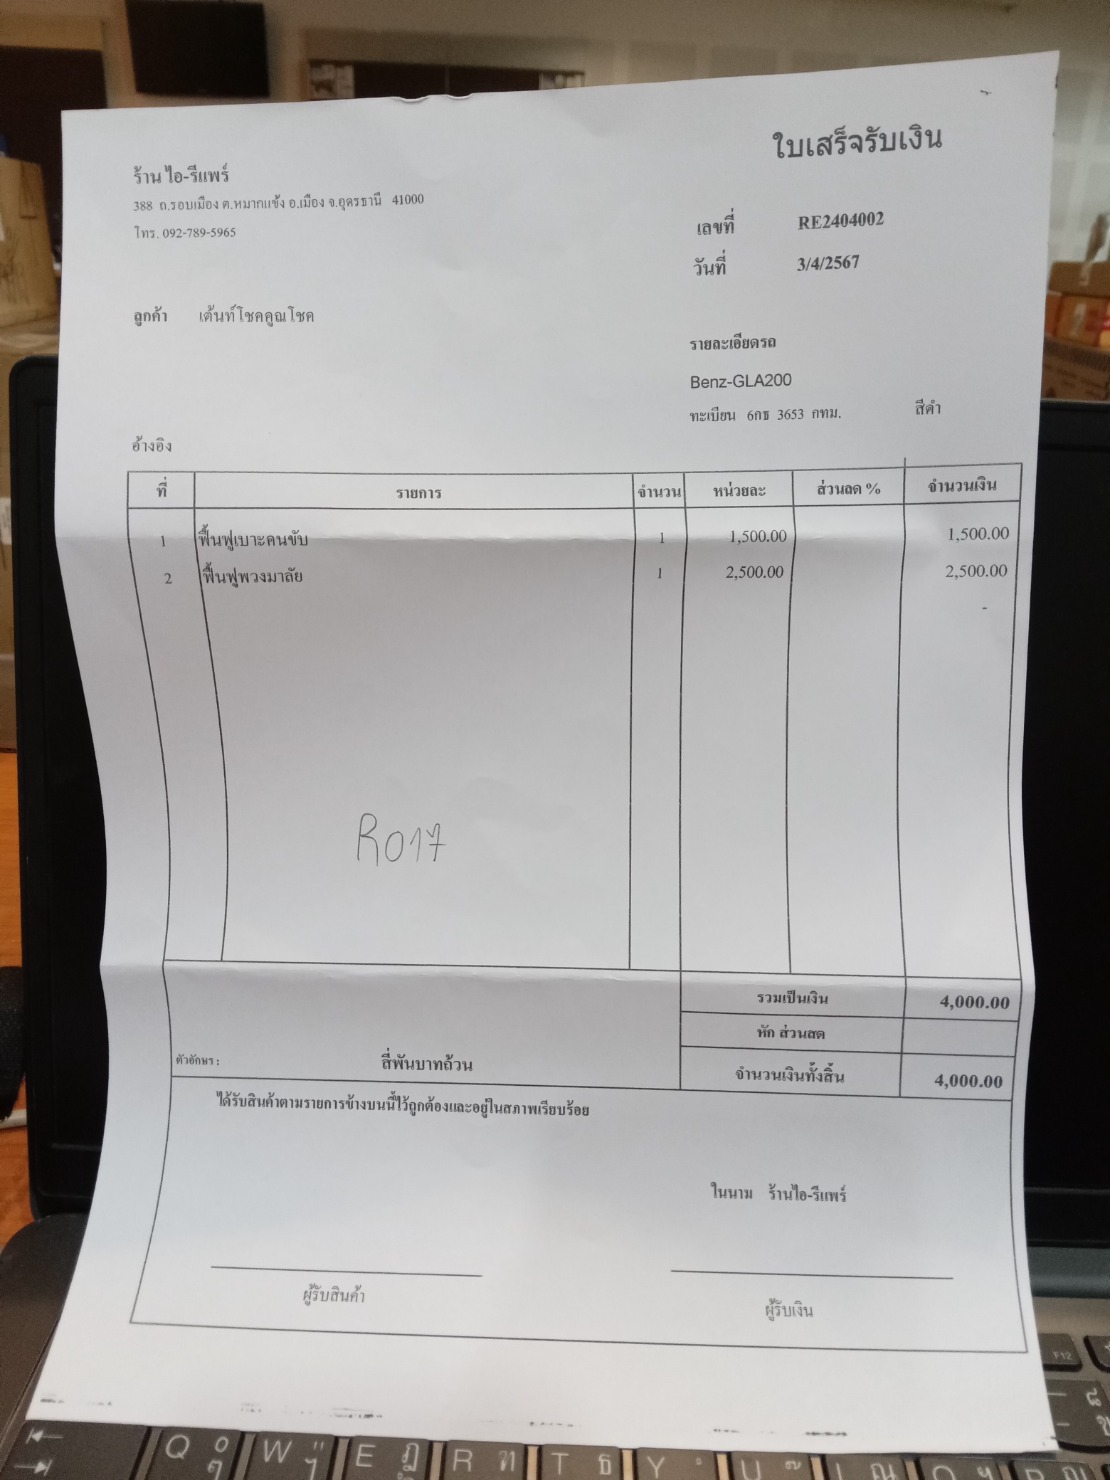 ใบเสร็จรับเงิน
ร้าน ไอ-รีแพร์
388 ถ.รอบเมือง ต.หมากแข้ง อ.เมือง จ.อุดรธานี 41000
โทร. 092-789-5965
เลขที่ RE2404002
วันที่ 3/4/2567
ลูกค้า เต้นท์โชคคูณโชค
รายละเอียดรถ
Benz-GLA200
ทะเบียน 6กธ 3653 กทม. สีดำ
อ้างอิง
ที่ รายการ จำนวน หน่วยละ ส่วนลด % จำนวนเงิน
1 ฟื้นฟูเบาะคนขับ 1 1,500.00 1,500.00
2 ฟื้นฟูพวงมาลัย 1 2,500.00 2,500.00
-
R017
รวมเป็นเงิน 4,000.00
หัก ส่วนลด
ตัวอักษร : สี่พันบาทถ้วน จำนวนเงินทั้งสิ้น 4,000.00
ได้รับสินค้าตามรายการข้างบนนี้ไว้ถูกต้องและอยู่ในสภาพเรียบร้อย
ในนาม ร้านไอ-รีแพร์
ผู้รับสินค้า ผู้รับเงิน
F12
Q W E R T Y U I O